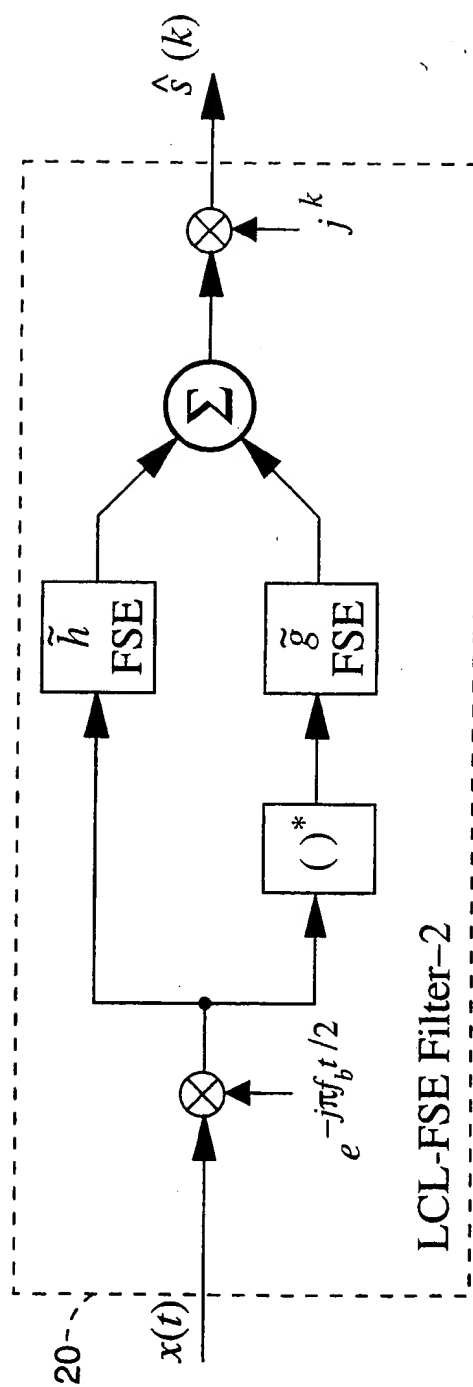 20
x(t)
e^{-jπf_b t/2}
h̃
FSE
( )*
g̃
FSE
Σ
j^k
ŝ(k)
LCL-FSE Filter–2